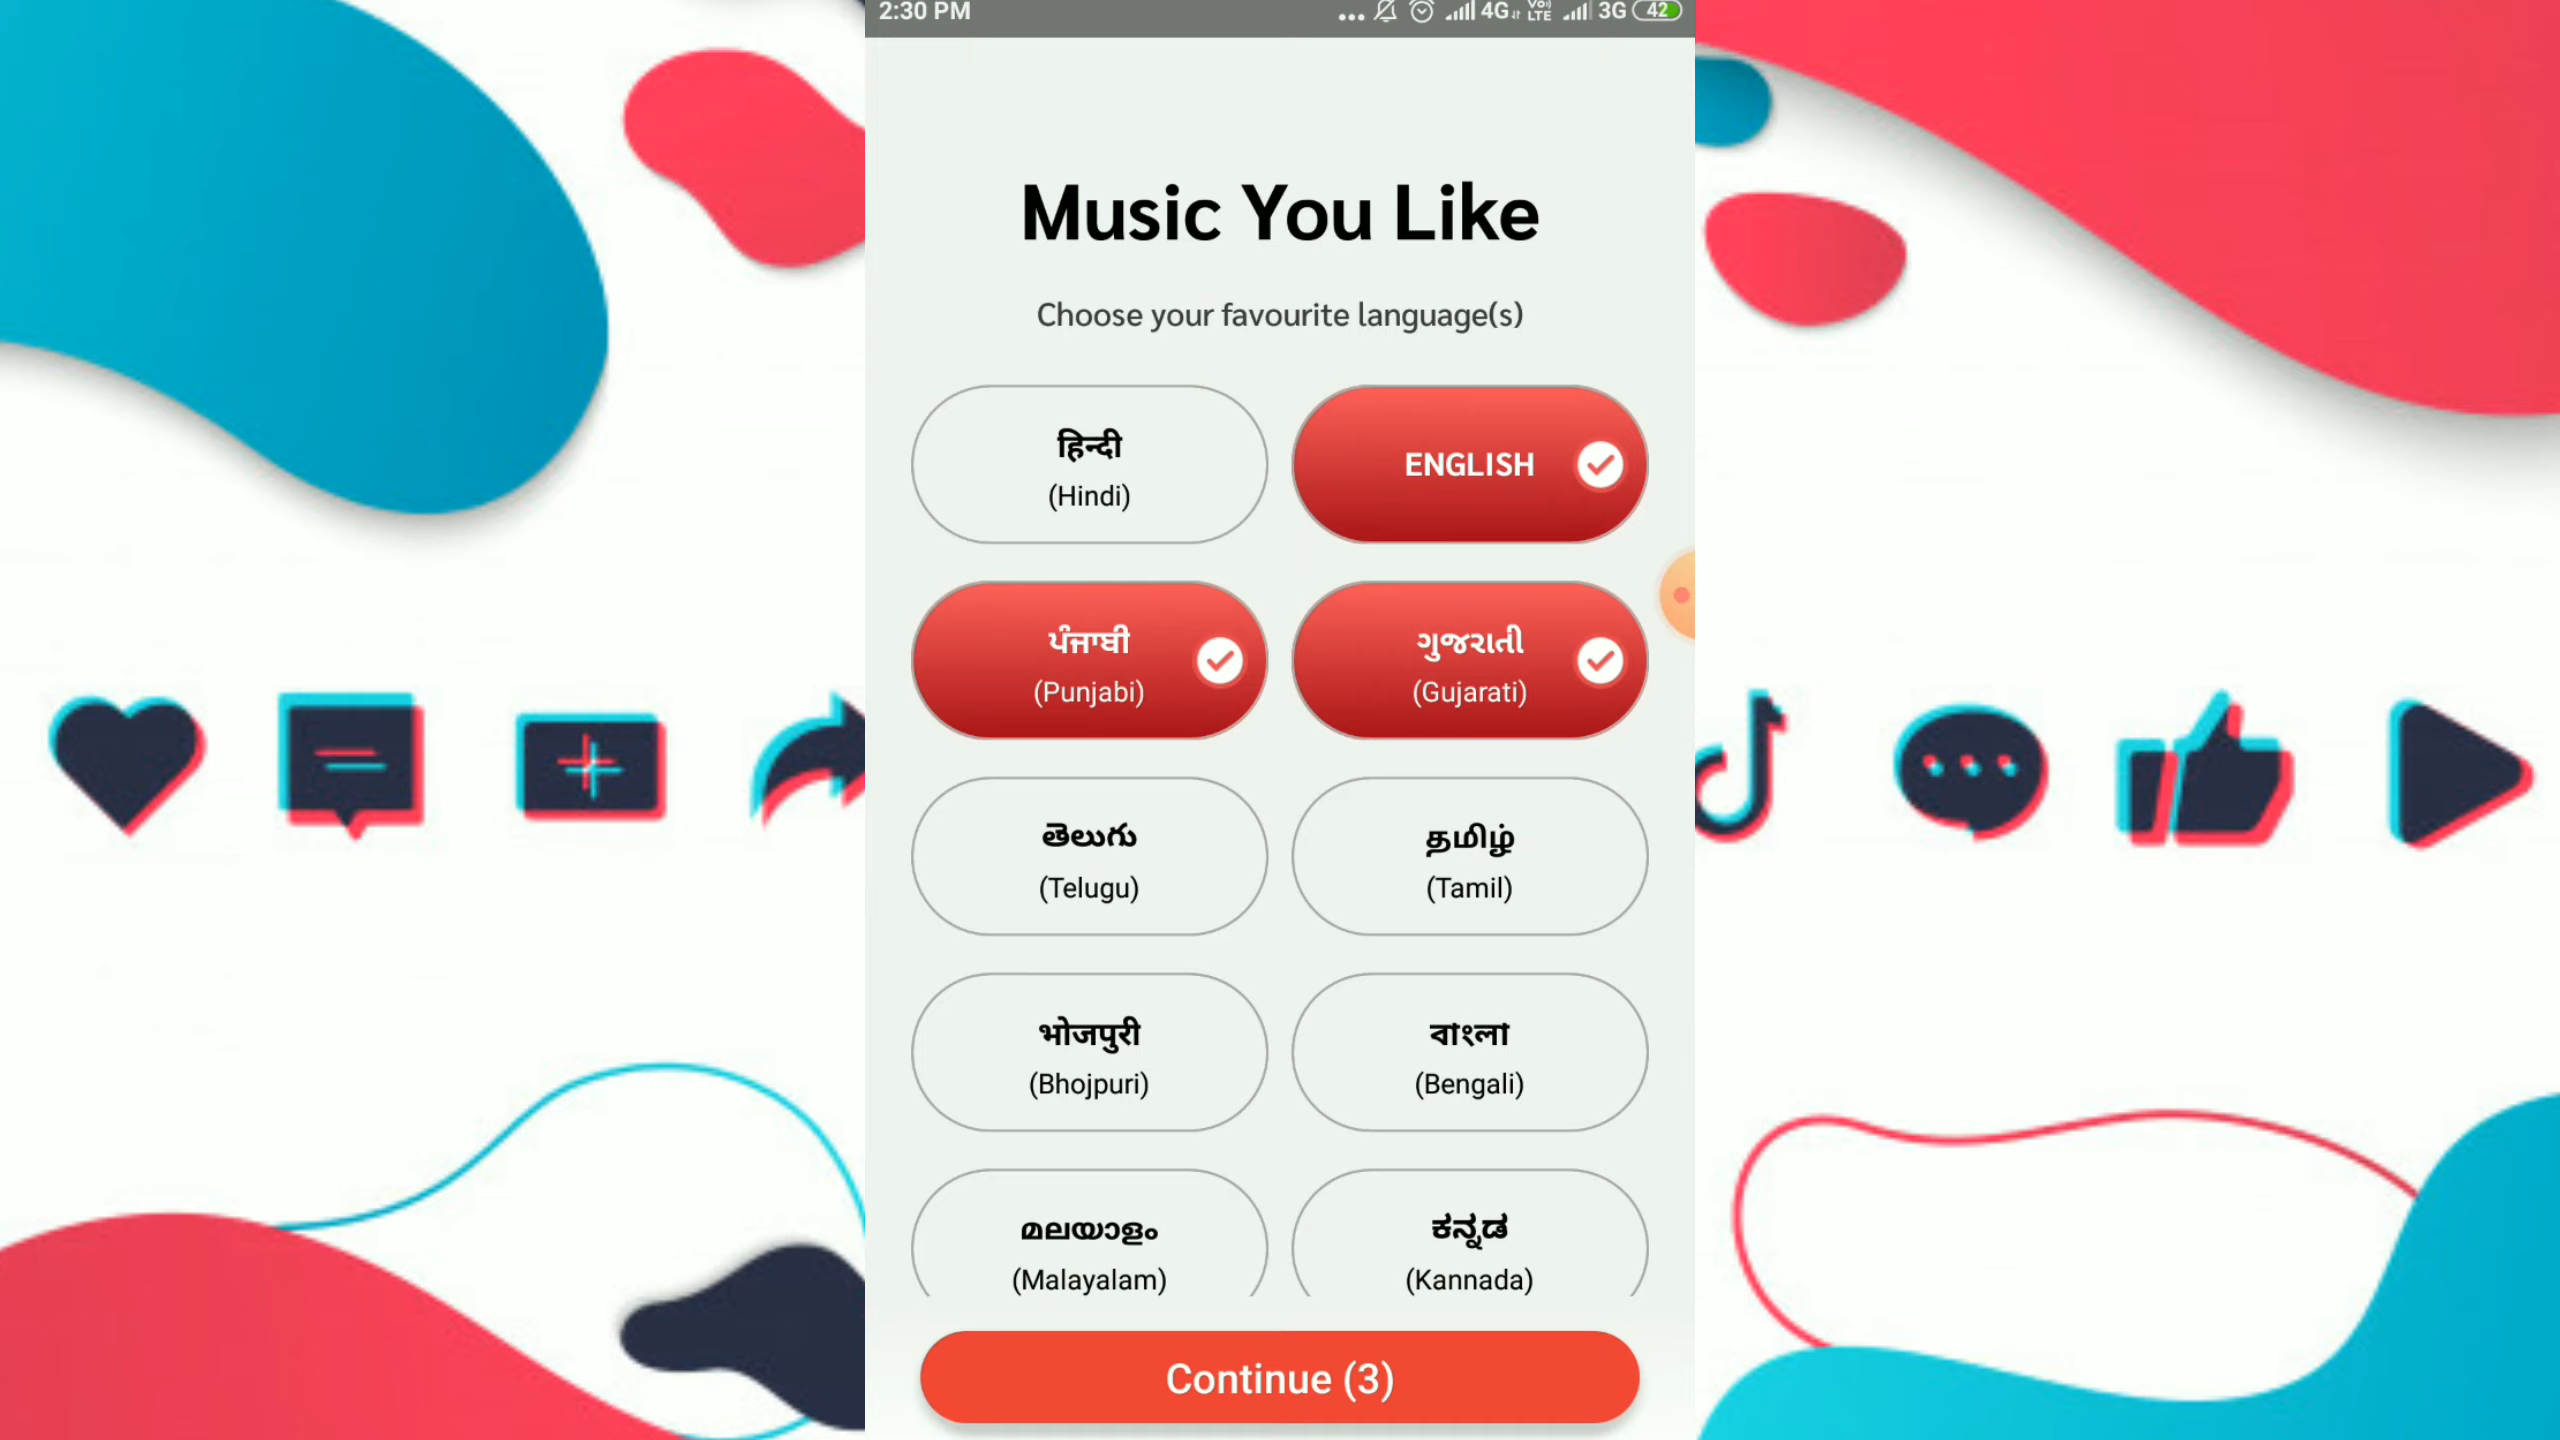 2:30 PM
4G VoLTE 3G 42
Music You Like
Choose your favourite language(s)
हिन्दी
(Hindi)
ENGLISH
ਪੰਜਾਬੀ
(Punjabi)
ગુજરાતી
(Gujarati)
తెలుగు
(Telugu)
தமிழ்
(Tamil)
भोजपुरी
(Bhojpuri)
বাংলা
(Bengali)
മലയാളം
(Malayalam)
ಕನ್ನಡ
(Kannada)
Continue (3)